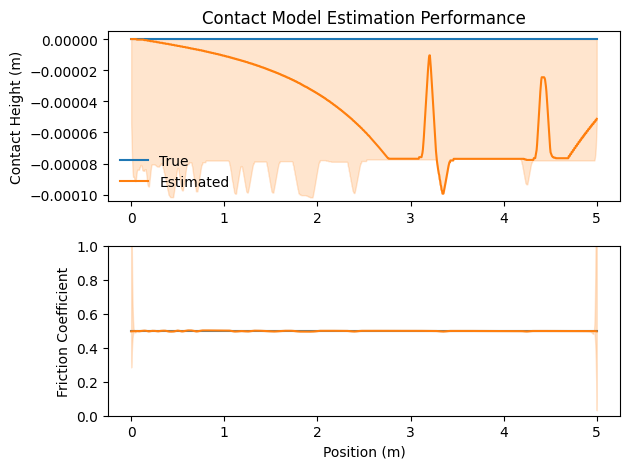 Contact Model Estimation Performance
Contact Height (m)
0.00000
−0.00002
−0.00004
−0.00006
−0.00008
−0.00010
True
Estimated
0 1 2 3 4 5
Friction Coefficient
1.0
0.8
0.6
0.4
0.2
0.0
0 1 2 3 4 5
Position (m)